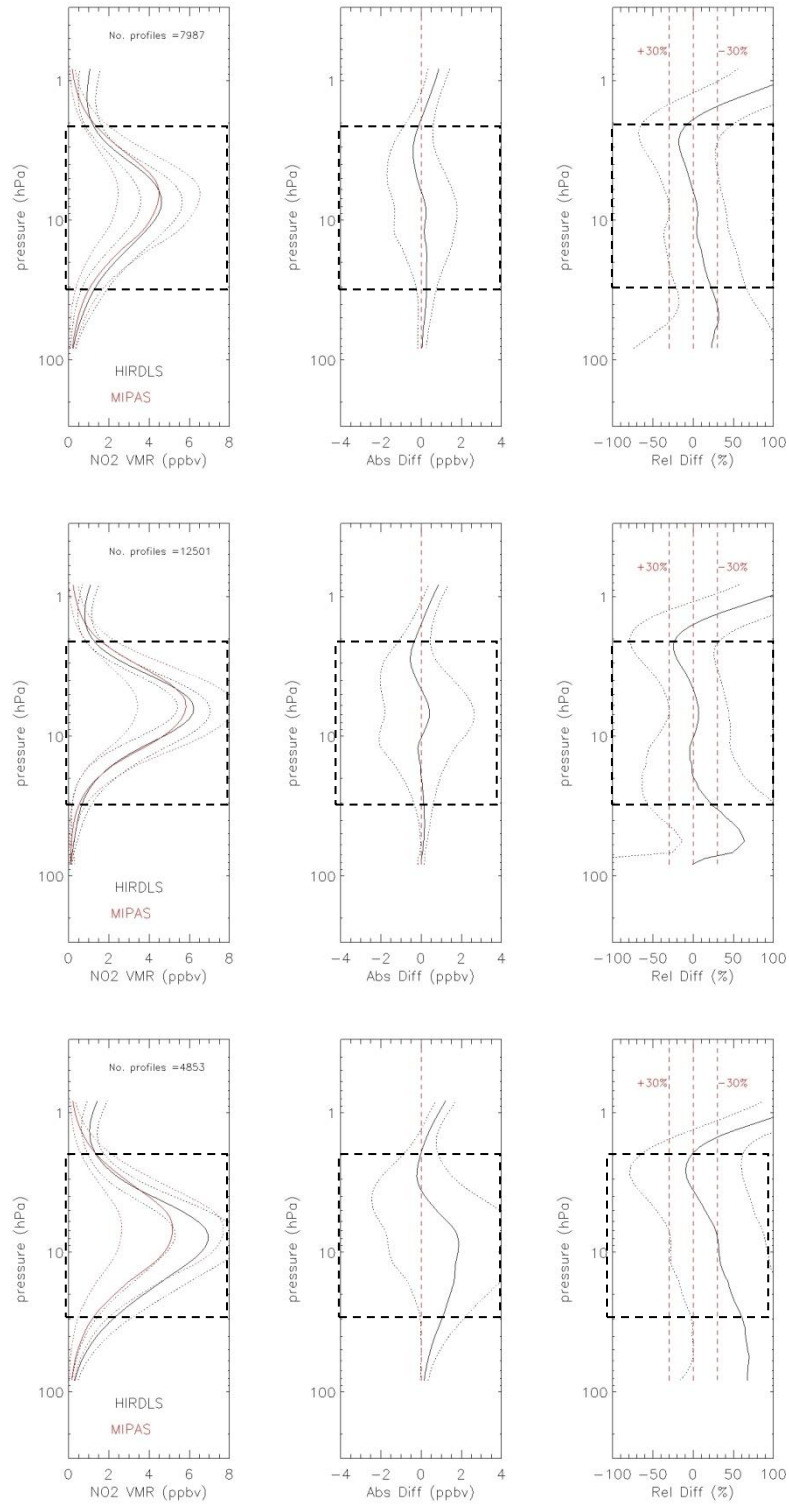 No. profiles =7987
pressure (hPa)
1
10
100
HIRDLS
MIPAS
0 2 4 6 8
NO2 VMR (ppbv)
pressure (hPa)
1
10
100
-4 -2 0 2 4
Abs Diff (ppbv)
+30% -30%
pressure (hPa)
1
10
100
-100 -50 0 50 100
Rel Diff (%)
No. profiles =12501
pressure (hPa)
1
10
100
HIRDLS
MIPAS
0 2 4 6 8
NO2 VMR (ppbv)
pressure (hPa)
1
10
100
-4 -2 0 2 4
Abs Diff (ppbv)
+30% -30%
pressure (hPa)
1
10
100
-100 -50 0 50 100
Rel Diff (%)
No. profiles =4853
pressure (hPa)
1
10
100
HIRDLS
MIPAS
0 2 4 6 8
NO2 VMR (ppbv)
pressure (hPa)
1
10
100
-4 -2 0 2 4
Abs Diff (ppbv)
+30% -30%
pressure (hPa)
1
10
100
-100 -50 0 50 100
Rel Diff (%)